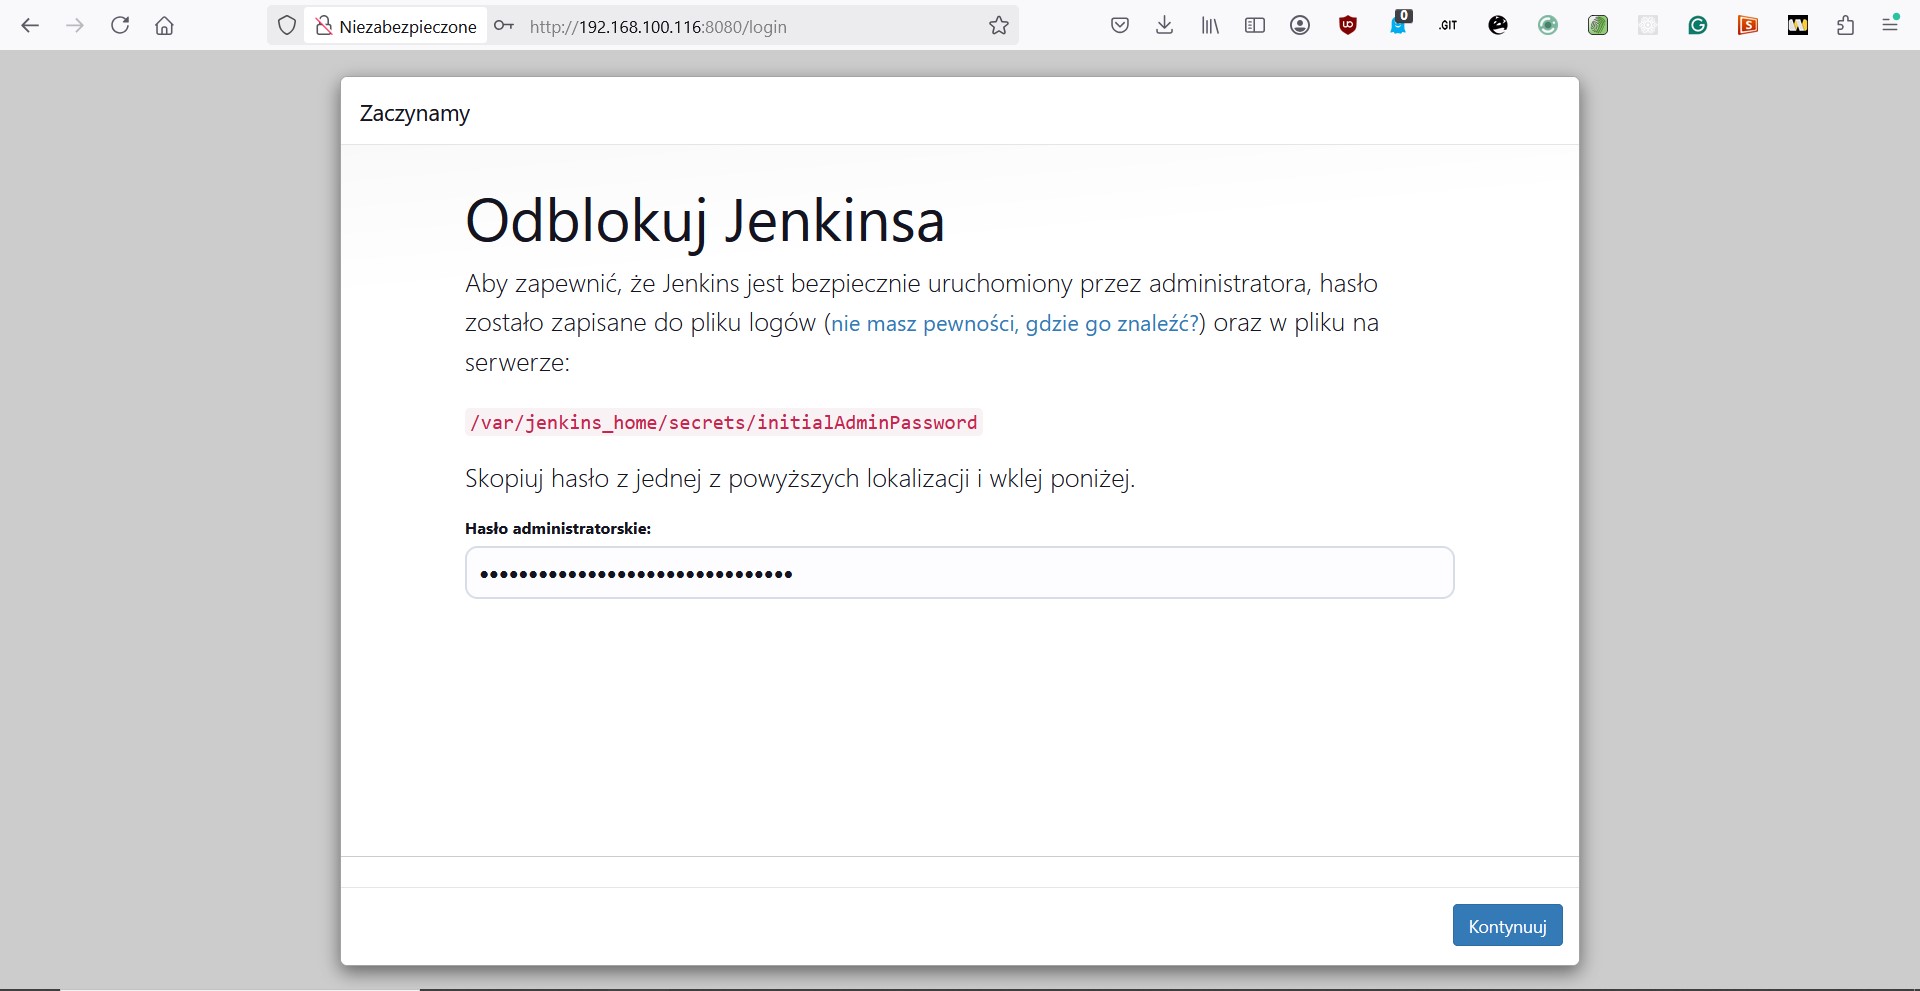 Niezabezpieczone
http://192.168.100.116:8080/login
0
.GIT
Zaczynamy
Odblokuj Jenkinsa
Aby zapewnić, że Jenkins jest bezpiecznie uruchomiony przez administratora, hasło
zostało zapisane do pliku logów (nie masz pewności, gdzie go znaleźć?) oraz w pliku na
serwerze:
/var/jenkins_home/secrets/initialAdminPassword
Skopiuj hasło z jednej z powyższych lokalizacji i wklej poniżej.
Hasło administratorskie:
••••••••••••••••••••••••••••••••
Kontynuuj